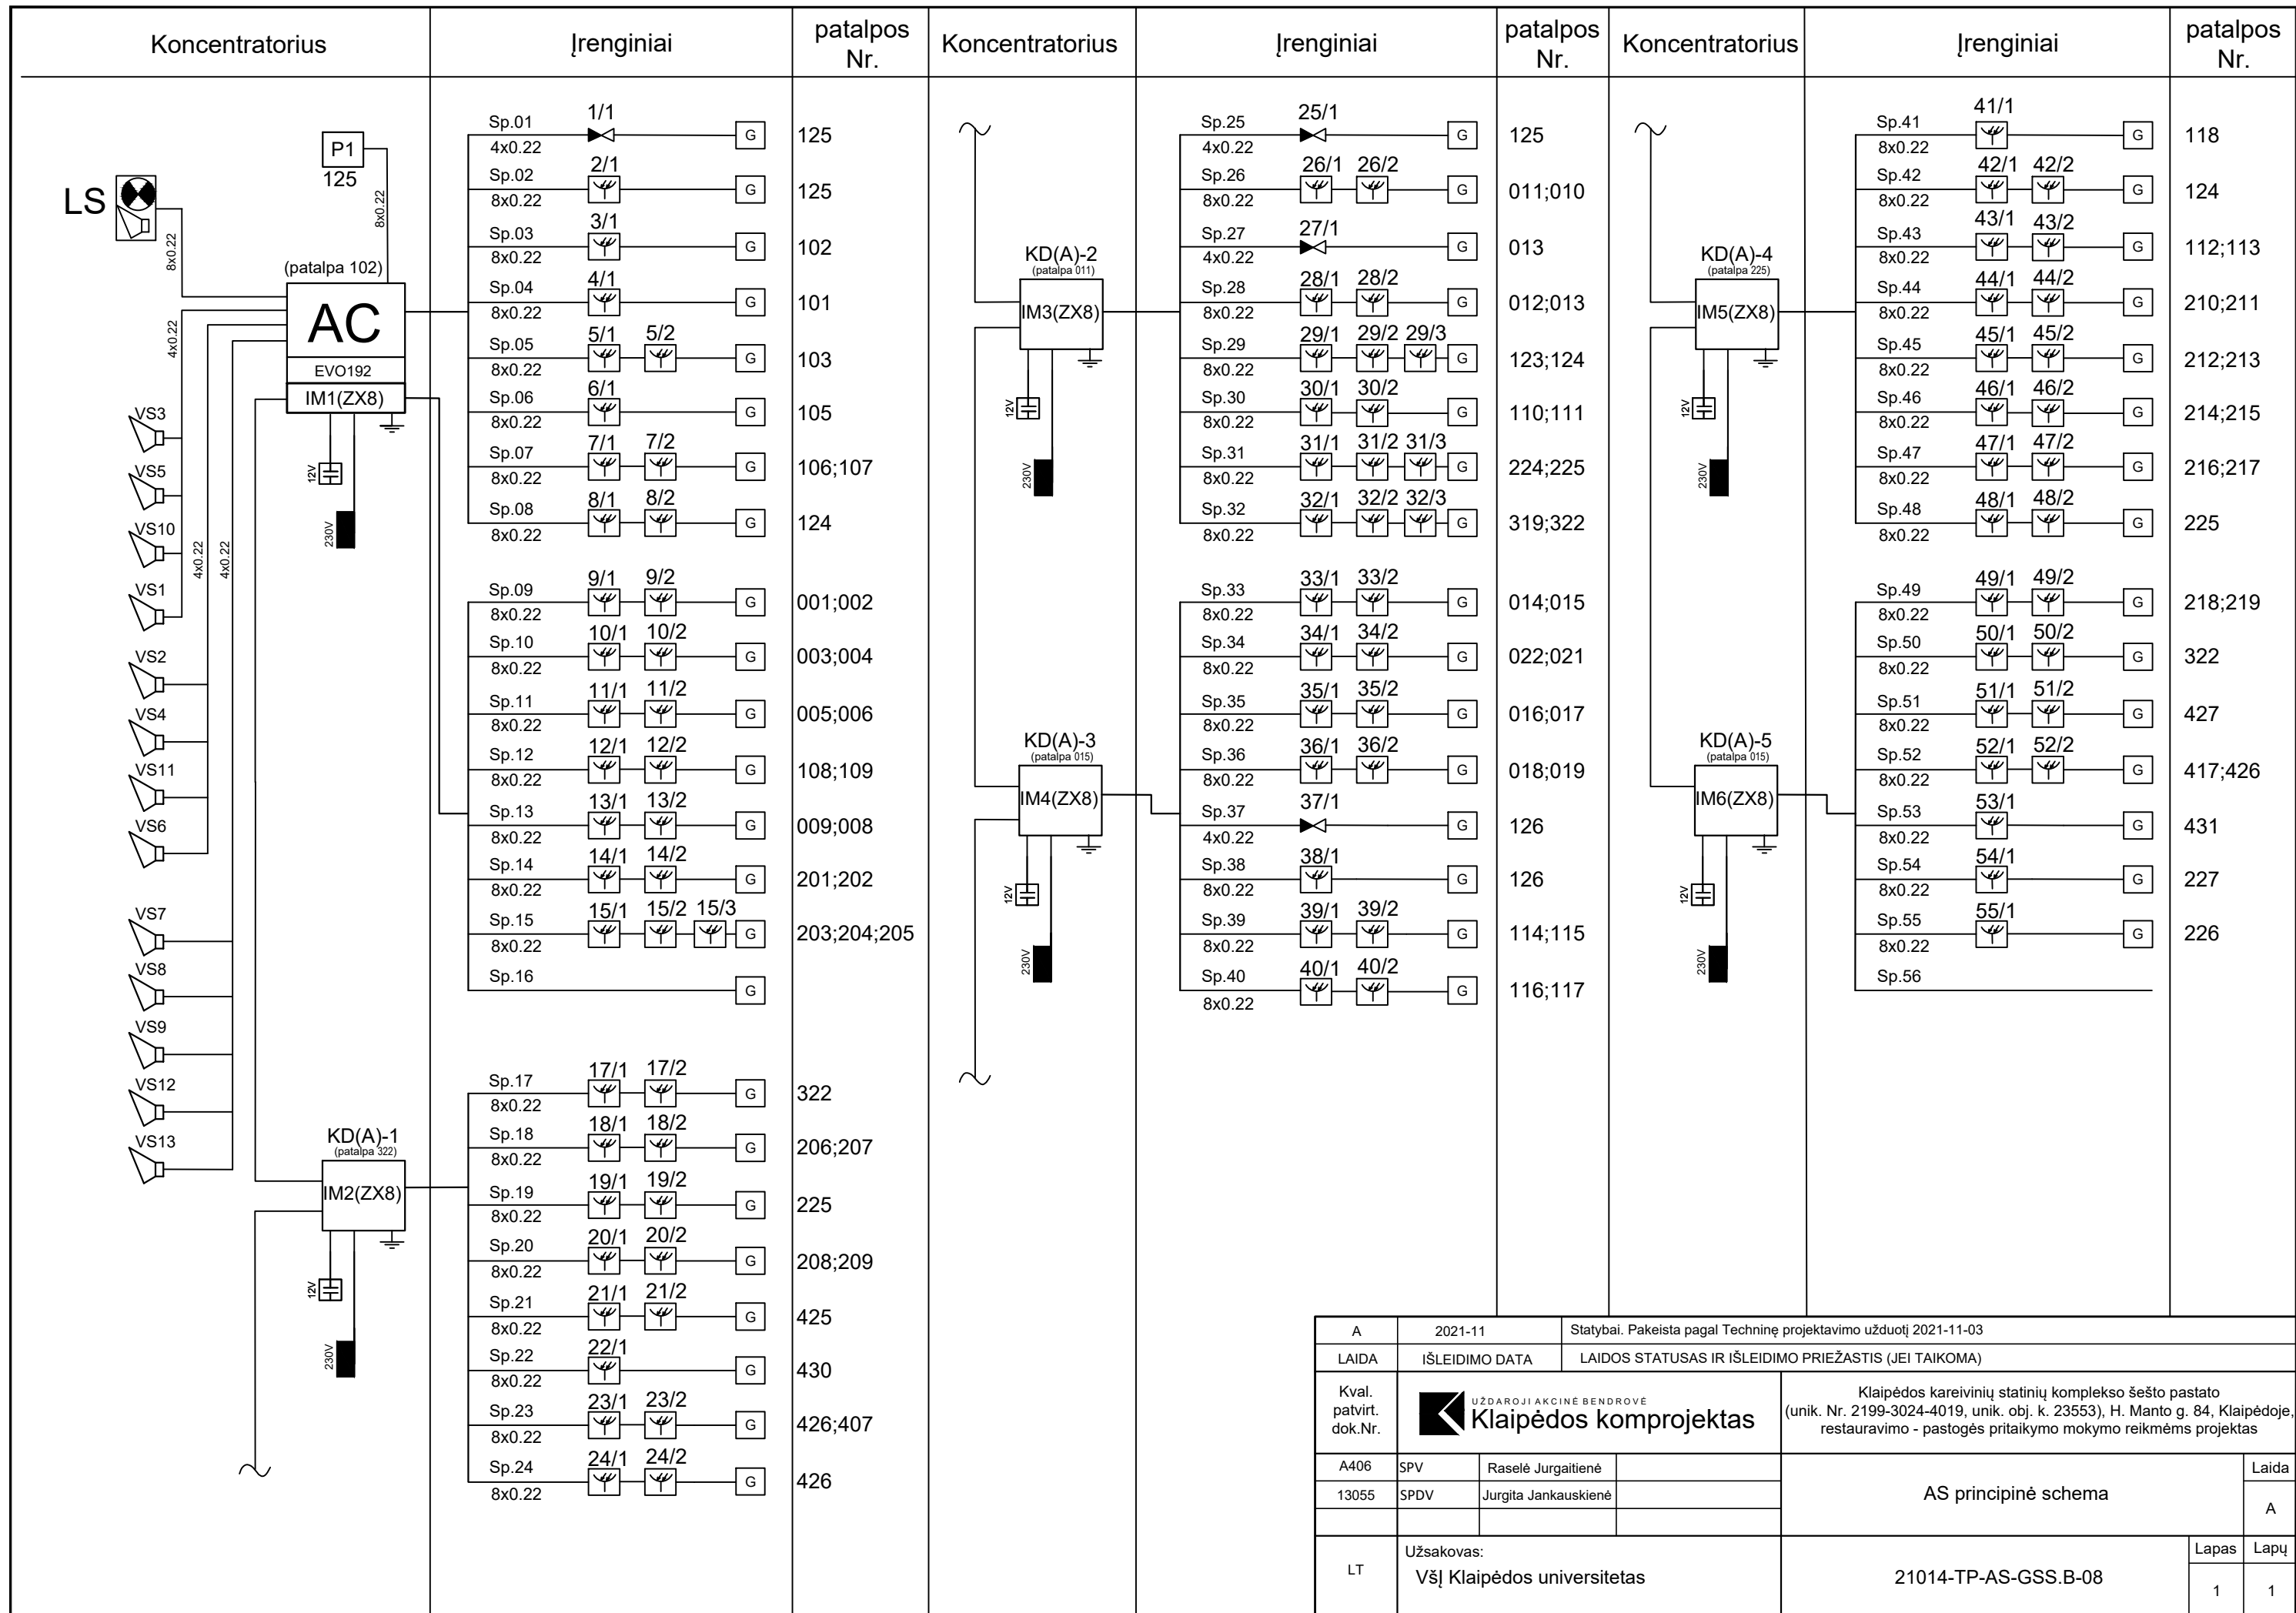 Koncentratorius
Įrenginiai
patalpos
Nr.
Koncentratorius
Įrenginiai
patalpos
Nr.
Koncentratorius
Įrenginiai
patalpos
Nr.
LS
P1
125
8x0.22
8x0.22
(patalpa 102)
AC
EVO192
IM1(ZX8)
12V
230V
4x0.22
4x0.22
4x0.22
VS3
VS5
VS10
VS1
VS2
VS4
VS11
VS6
VS7
VS8
VS9
VS12
VS13
KD(A)-1
(patalpa 322)
IM2(ZX8)
12V
230V
Sp.01 1/1
4x0.22 G 125
Sp.02 2/1
8x0.22 G 125
Sp.03 3/1
8x0.22 G 102
Sp.04 4/1
8x0.22 G 101
Sp.05 5/1 5/2
8x0.22 G 103
Sp.06 6/1
8x0.22 G 105
Sp.07 7/1 7/2
8x0.22 G 106;107
Sp.08 8/1 8/2
8x0.22 G 124
Sp.09 9/1 9/2
8x0.22 G 001;002
Sp.10 10/1 10/2
8x0.22 G 003;004
Sp.11 11/1 11/2
8x0.22 G 005;006
Sp.12 12/1 12/2
8x0.22 G 108;109
Sp.13 13/1 13/2
8x0.22 G 009;008
Sp.14 14/1 14/2
8x0.22 G 201;202
Sp.15 15/1 15/2 15/3
8x0.22 G 203;204;205
Sp.16
G
Sp.17 17/1 17/2
8x0.22 G 322
Sp.18 18/1 18/2
8x0.22 G 206;207
Sp.19 19/1 19/2
8x0.22 G 225
Sp.20 20/1 20/2
8x0.22 G 208;209
Sp.21 21/1 21/2
8x0.22 G 425
Sp.22 22/1
8x0.22 G 430
Sp.23 23/1 23/2
8x0.22 G 426;407
Sp.24 24/1 24/2
8x0.22 G 426
KD(A)-2
(patalpa 011)
IM3(ZX8)
12V
230V
KD(A)-3
(patalpa 015)
IM4(ZX8)
12V
230V
Sp.25 25/1
4x0.22 G 125
Sp.26 26/1 26/2
8x0.22 G 011;010
Sp.27 27/1
4x0.22 G 013
Sp.28 28/1 28/2
8x0.22 G 012;013
Sp.29 29/1 29/2 29/3
8x0.22 G 123;124
Sp.30 30/1 30/2
8x0.22 G 110;111
Sp.31 31/1 31/2 31/3
8x0.22 G 224;225
Sp.32 32/1 32/2 32/3
8x0.22 G 319;322
Sp.33 33/1 33/2
8x0.22 G 014;015
Sp.34 34/1 34/2
8x0.22 G 022;021
Sp.35 35/1 35/2
8x0.22 G 016;017
Sp.36 36/1 36/2
8x0.22 G 018;019
Sp.37 37/1
4x0.22 G 126
Sp.38 38/1
8x0.22 G 126
Sp.39 39/1 39/2
8x0.22 G 114;115
Sp.40 40/1 40/2
8x0.22 G 116;117
KD(A)-4
(patalpa 225)
IM5(ZX8)
12V
230V
KD(A)-5
(patalpa 015)
IM6(ZX8)
12V
230V
Sp.41 41/1
8x0.22 G 118
Sp.42 42/1 42/2
8x0.22 G 124
Sp.43 43/1 43/2
8x0.22 G 112;113
Sp.44 44/1 44/2
8x0.22 G 210;211
Sp.45 45/1 45/2
8x0.22 G 212;213
Sp.46 46/1 46/2
8x0.22 G 214;215
Sp.47 47/1 47/2
8x0.22 G 216;217
Sp.48 48/1 48/2
8x0.22 G 225
Sp.49 49/1 49/2
8x0.22 G 218;219
Sp.50 50/1 50/2
8x0.22 G 322
Sp.51 51/1 51/2
8x0.22 G 427
Sp.52 52/1 52/2
8x0.22 G 417;426
Sp.53 53/1
8x0.22 G 431
Sp.54 54/1
8x0.22 G 227
Sp.55 55/1
8x0.22 G 226
Sp.56
A 2021-11 Statybai. Pakeista pagal Techninę projektavimo užduotį 2021-11-03
LAIDA IŠLEIDIMO DATA LAIDOS STATUSAS IR IŠLEIDIMO PRIEŽASTIS (JEI TAIKOMA)
Kval.
patvirt.
dok.Nr.
UŽDAROJI AKCINĖ BENDROVĖ
Klaipėdos komprojektas
Klaipėdos kareivinių statinių komplekso šešto pastato
(unik. Nr. 2199-3024-4019, unik. obj. k. 23553), H. Manto g. 84, Klaipėdoje,
restauravimo - pastogės pritaikymo mokymo reikmėms projektas
A406 SPV Raselė Jurgaitienė
13055 SPDV Jurgita Jankauskienė
AS principinė schema
Laida
A
LT
Užsakovas:
VšĮ Klaipėdos universitetas
21014-TP-AS-GSS.B-08
Lapas Lapų
1 1